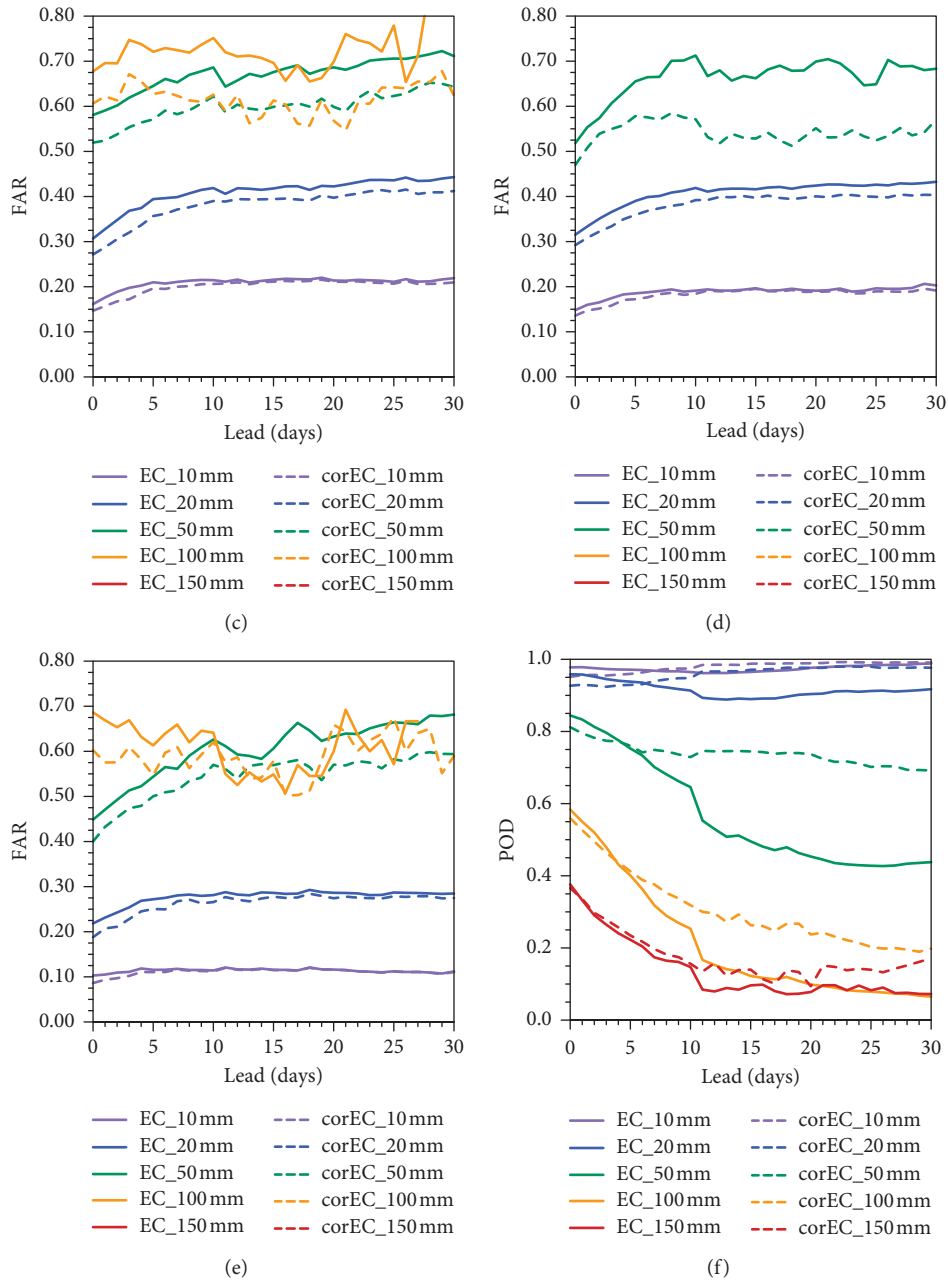 0.80
0.70
0.60
0.50
0.40
0.30
0.20
0.10
0.00
FAR
0 5 10 15 20 25 30
Lead (days)
EC_10 mm corEC_10 mm
EC_20 mm corEC_20 mm
EC_50 mm corEC_50 mm
EC_100 mm corEC_100 mm
EC_150 mm corEC_150 mm
(c)
0.80
0.70
0.60
0.50
0.40
0.30
0.20
0.10
0.00
FAR
0 5 10 15 20 25 30
Lead (days)
EC_10 mm corEC_10 mm
EC_20 mm corEC_20 mm
EC_50 mm corEC_50 mm
EC_100 mm corEC_100 mm
EC_150 mm corEC_150 mm
(d)
0.80
0.70
0.60
0.50
0.40
0.30
0.20
0.10
0.00
FAR
0 5 10 15 20 25 30
Lead (days)
EC_10 mm corEC_10 mm
EC_20 mm corEC_20 mm
EC_50 mm corEC_50 mm
EC_100 mm corEC_100 mm
EC_150 mm corEC_150 mm
(e)
1.0
0.8
0.6
0.4
0.2
0.0
POD
0 5 10 15 20 25 30
Lead (days)
EC_10 mm corEC_10 mm
EC_20 mm corEC_20 mm
EC_50 mm corEC_50 mm
EC_100 mm corEC_100 mm
EC_150 mm corEC_150 mm
(f)